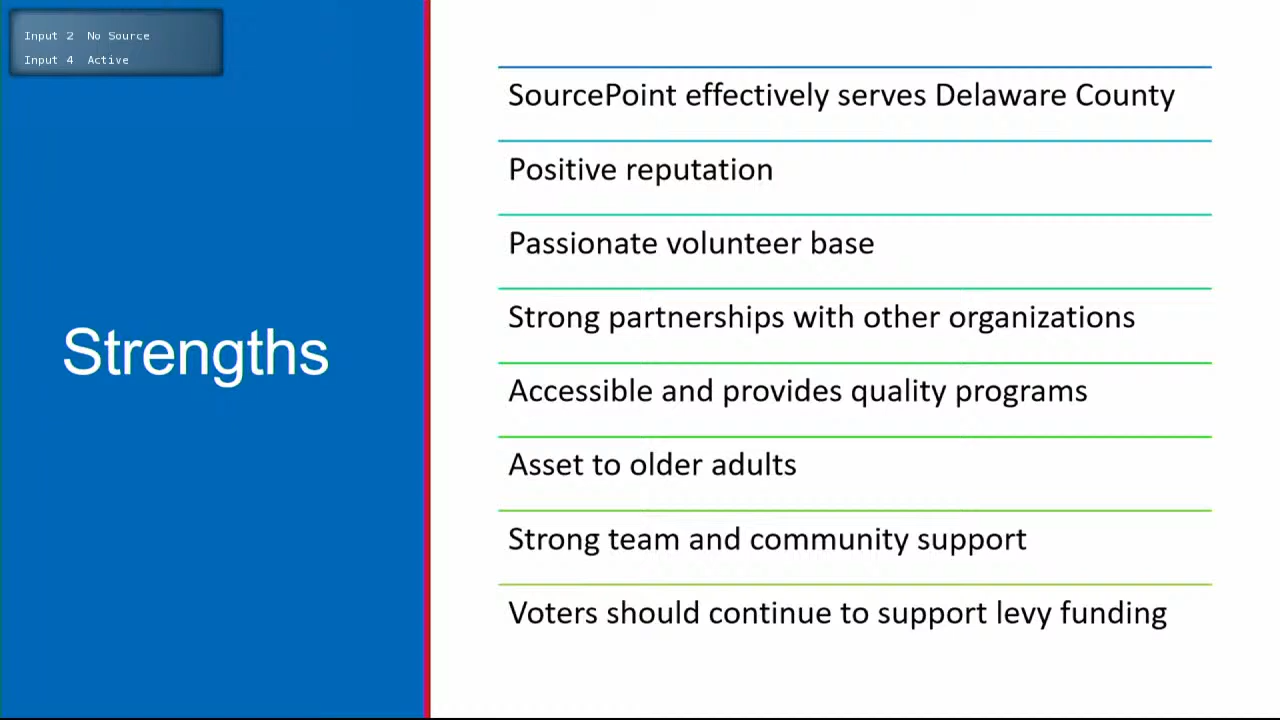 Input 2 No Source
Input 4 Active
Strengths
SourcePoint effectively serves Delaware County
Positive reputation
Passionate volunteer base
Strong partnerships with other organizations
Accessible and provides quality programs
Asset to older adults
Strong team and community support
Voters should continue to support levy funding